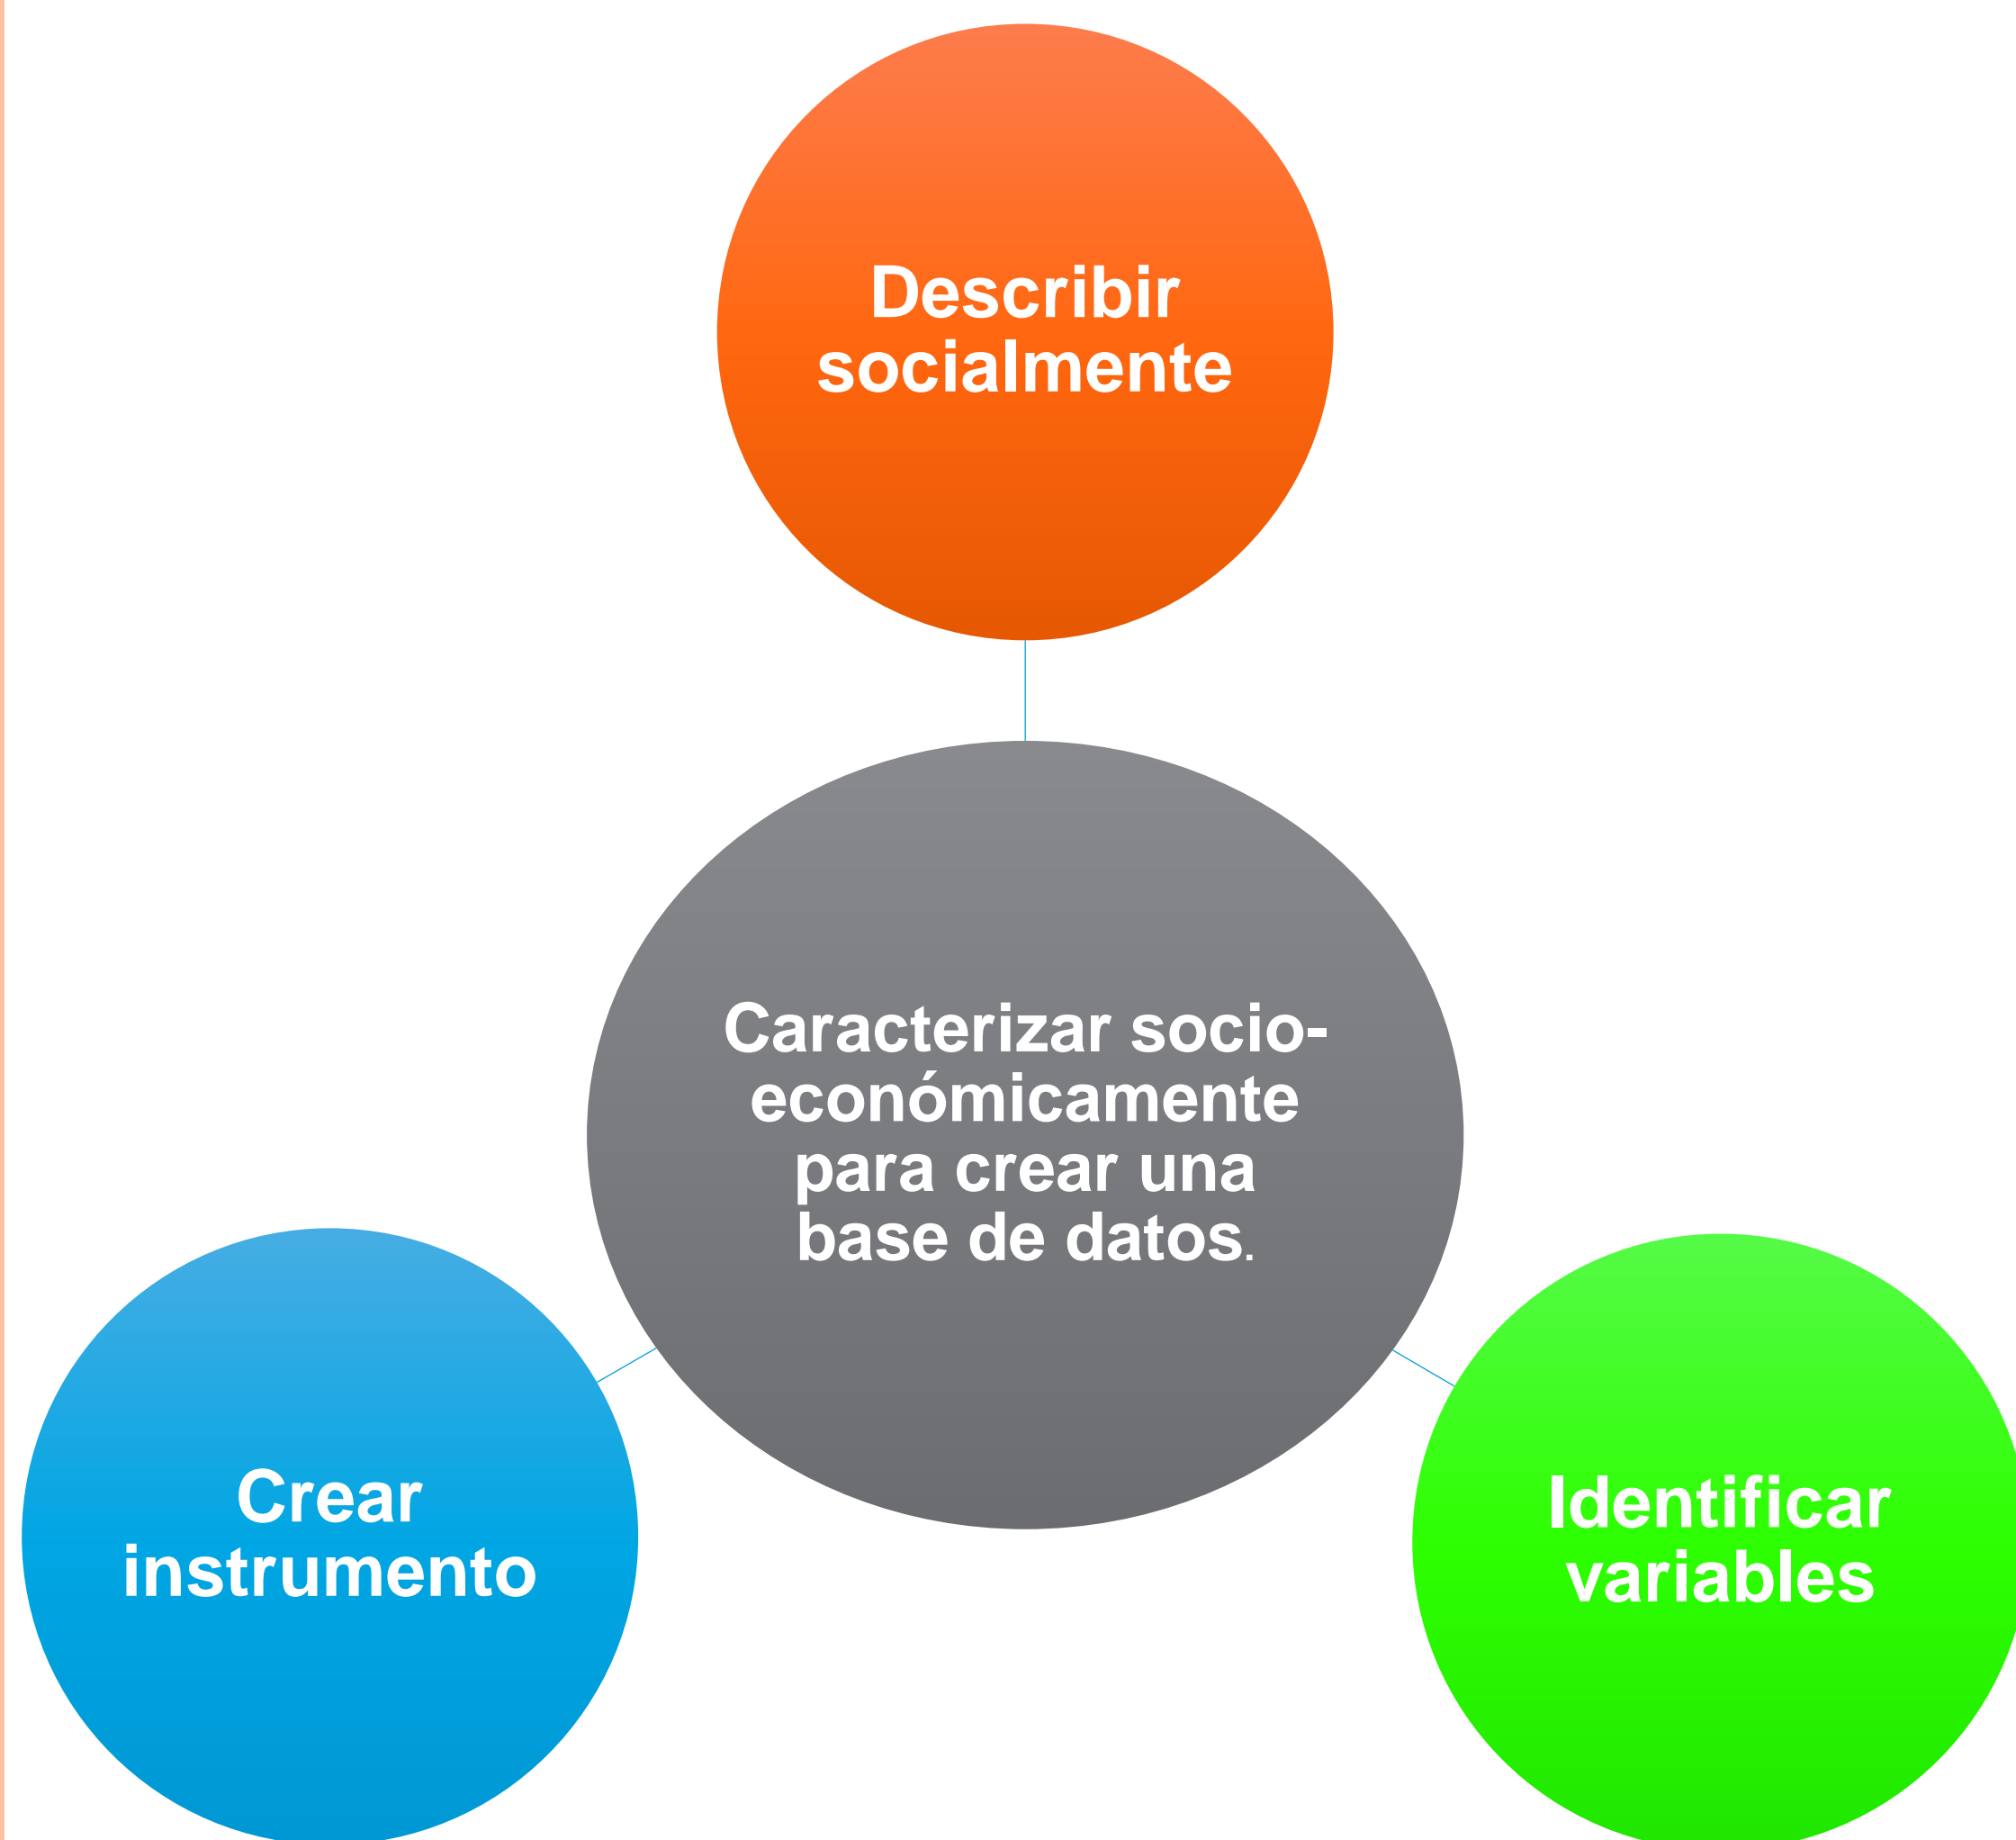 Describir
socialmente
Caracterizar socio-
económicamente
para crear una
base de datos.
Crear
instrumento
Identificar
variables